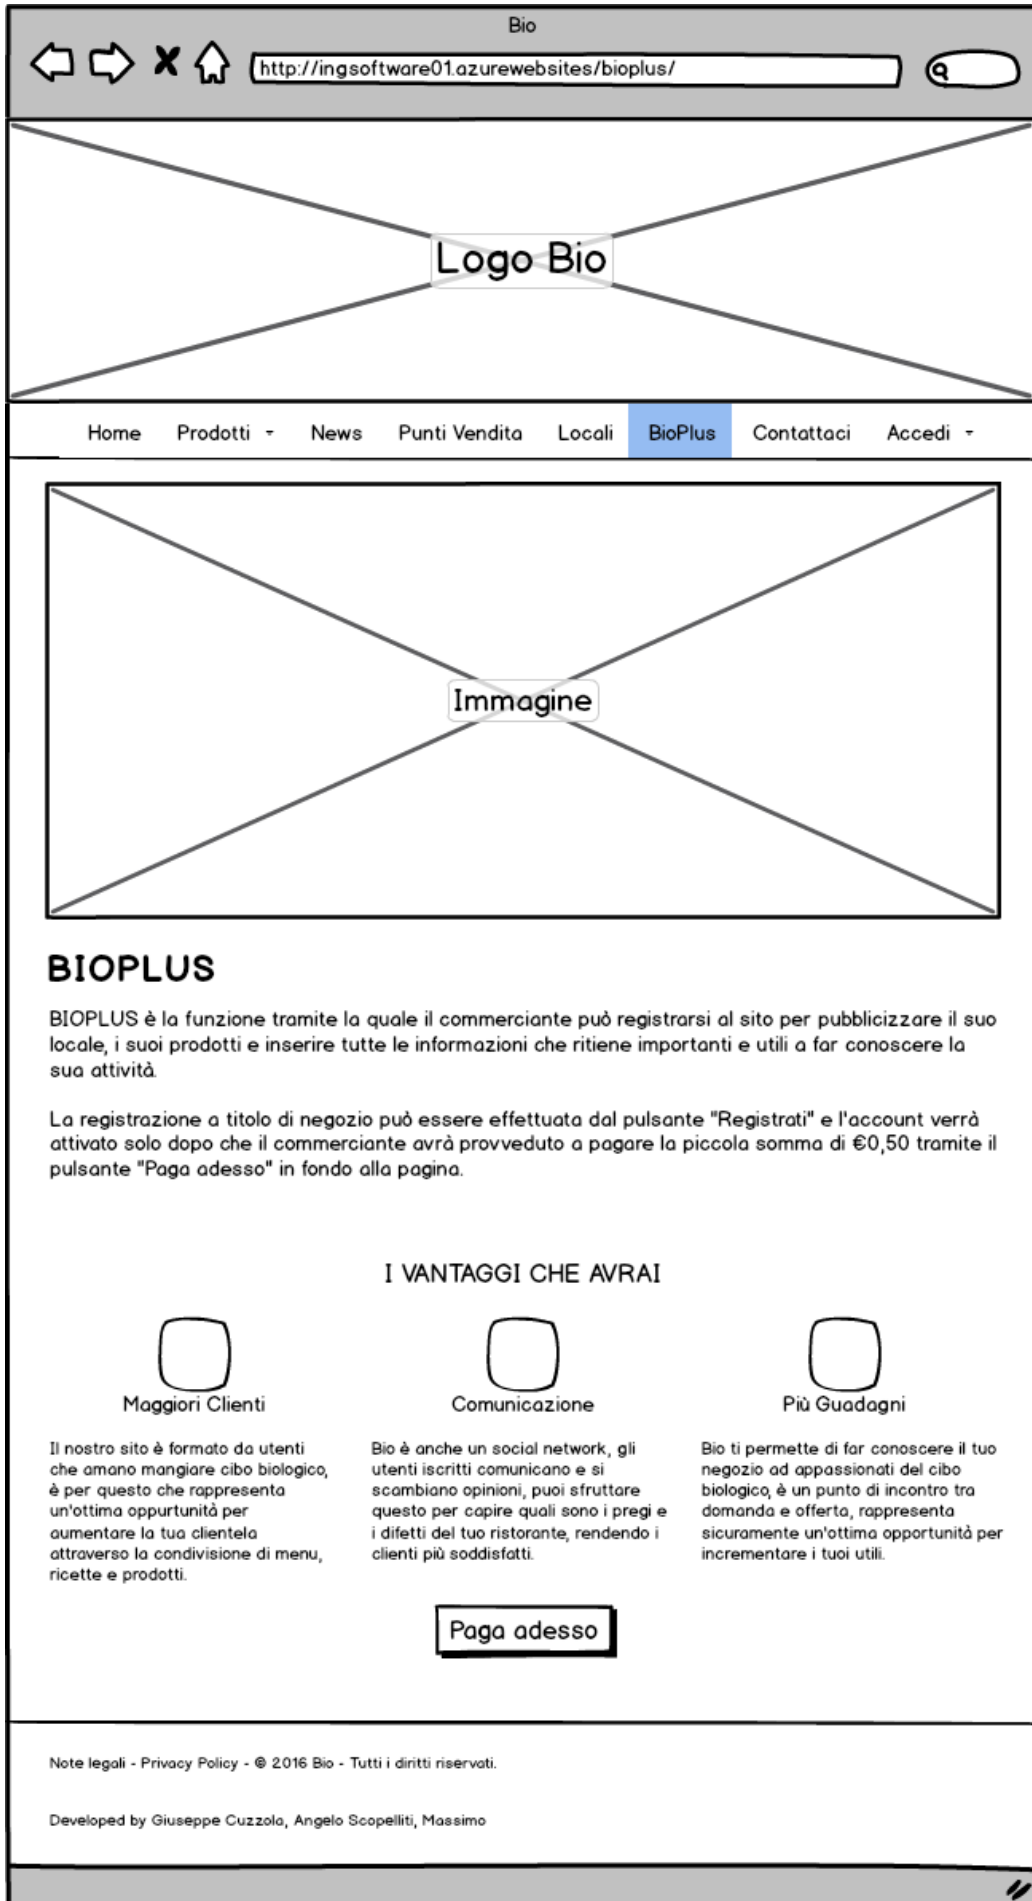 Bio
http://ingsoftware01.azurewebsites/bioplus/
Logo Bio
Home Prodotti News Punti Vendita Locali BioPlus Contattaci Accedi
Immagine
BIOPLUS
BIOPLUS è la funzione tramite la quale il commerciante può registrarsi al sito per pubblicizzare il suo
locale, i suoi prodotti e inserire tutte le informazioni che ritiene importanti e utili a far conoscere la
sua attività.
La registrazione a titolo di negozio può essere effettuata dal pulsante "Registrati" e l'account verrà
attivato solo dopo che il commerciante avrà provveduto a pagare la piccola somma di €0,50 tramite il
pulsante "Paga adesso" in fondo alla pagina.
I VANTAGGI CHE AVRAI
Maggiori Clienti
Il nostro sito è formato da utenti
che amano mangiare cibo biologico,
è per questo che rappresenta
un'ottima oppurtunità per
aumentare la tua clientela
attraverso la condivisione di menu,
ricette e prodotti.
Comunicazione
Bio è anche un social network, gli
utenti iscritti comunicano e si
scambiano opinioni, puoi sfruttare
questo per capire quali sono i pregi e
i difetti del tuo ristorante, rendendo i
clienti più soddisfatti.
Più Guadagni
Bio ti permette di far conoscere il tuo
negozio ad appassionati del cibo
biologico, è un punto di incontro tra
domanda e offerta, rappresenta
sicuramente un'ottima opportunità per
incrementare i tuoi utili.
Paga adesso
Note legali - Privacy Policy - © 2016 Bio - Tutti i diritti riservati.
Developed by Giuseppe Cuzzola, Angelo Scopelliti, Massimo